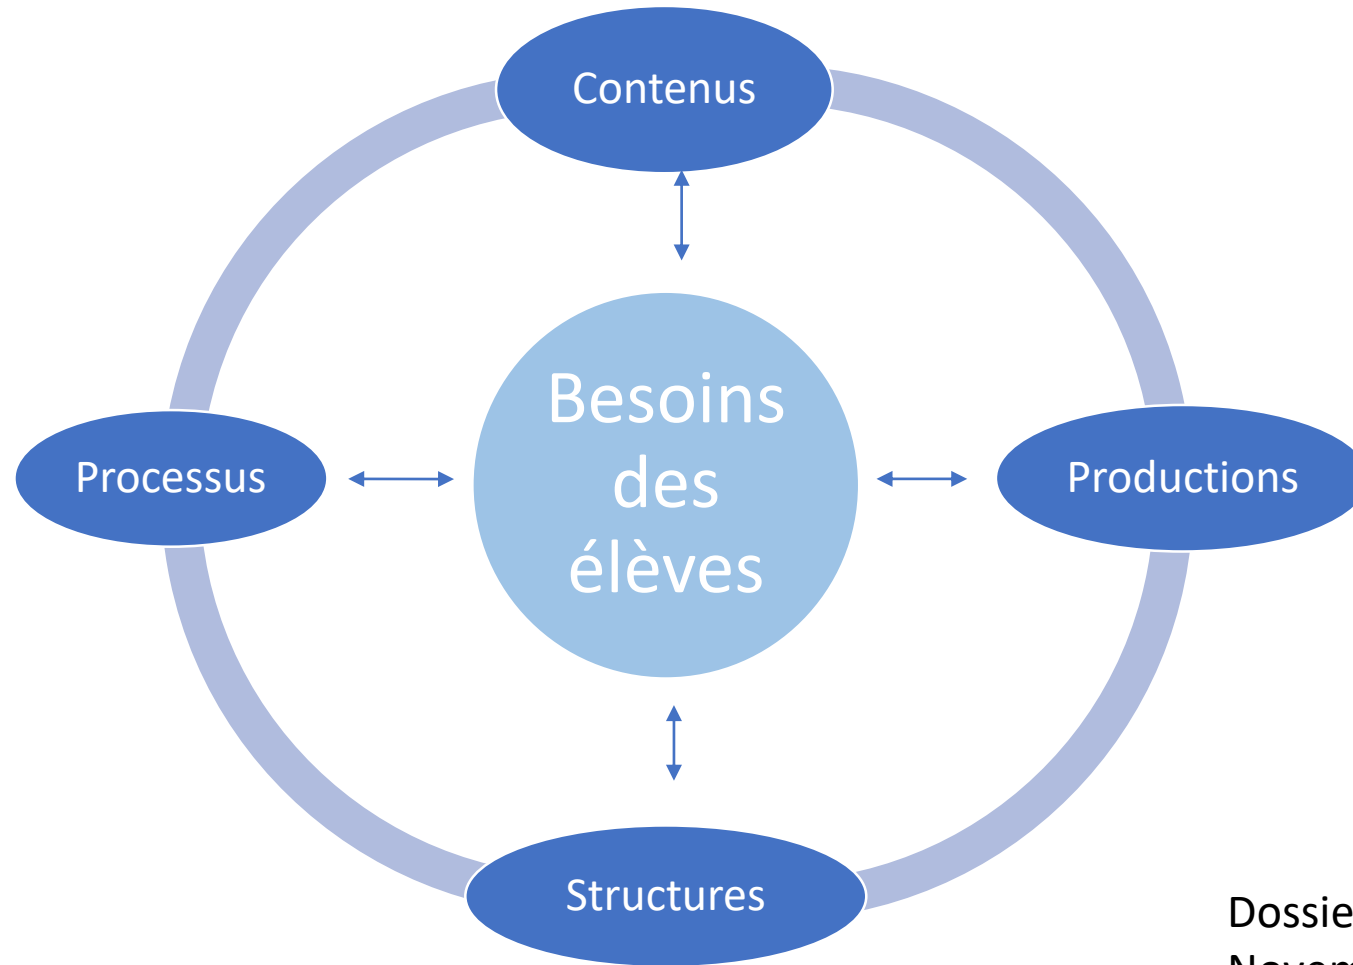 Contenus
Besoins
des
élèves
Processus
Productions
Structures